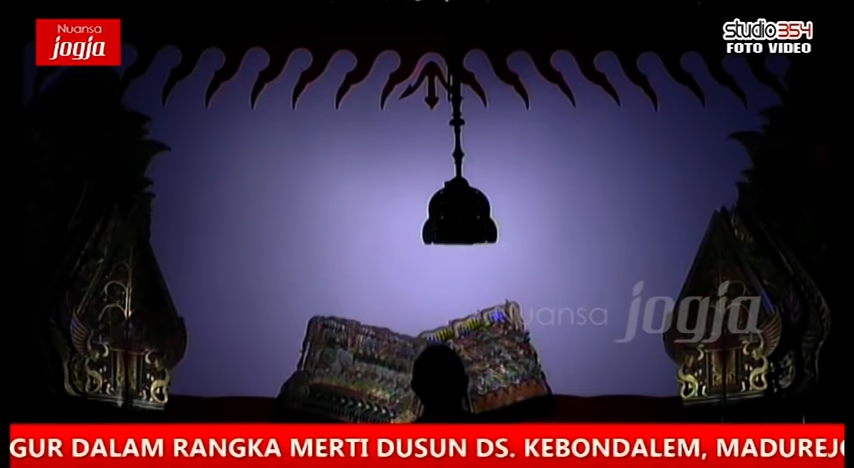 Nuansa
jogja
studio354
FOTO VIDEO
Nuansa jogja
GUR DALAM RANGKA MERTI DUSUN DS. KEBONDALEM, MADUREJO